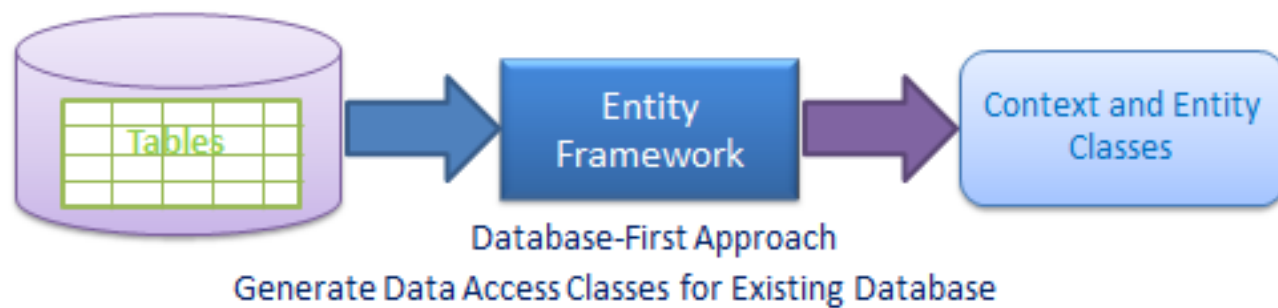 Tables
Entity
Framework
Context and Entity
Classes
Database-First Approach
Generate Data Access Classes for Existing Database